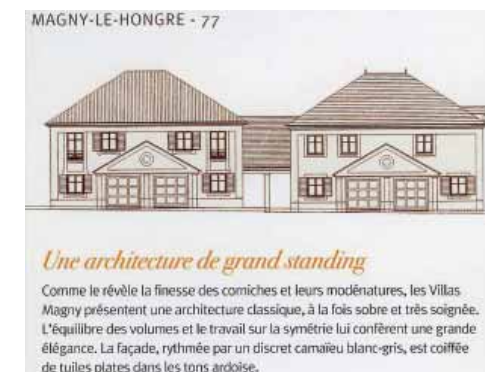 MAGNY-LE-HONGRE - 77
Une architecture de grand standing
Comme le révèle la finesse des corniches et leurs modénatures, les Villas
Magny présentent une architecture classique, à la fois sobre et très soignée.
L'équilibre des volumes et le travail sur la symétrie lui confèrent une grande
élégance. La façade, rythmée par un discret camaïeu blanc-gris, est coiffée
de tuiles plates dans les tons ardoise.